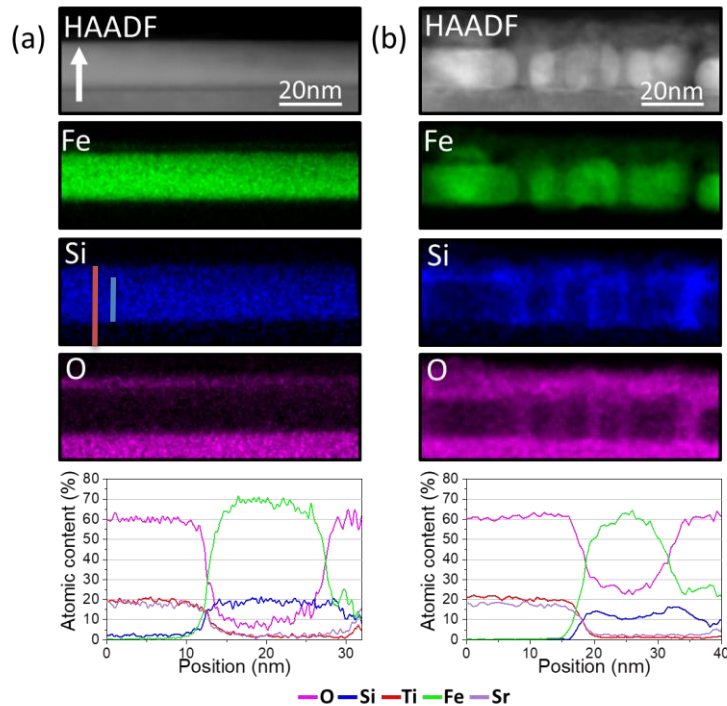 (a)
HAADF
20nm
Fe
Si
O
80
70
60
50
40
30
20
10
0
Atomic content (%)
0 10 20 30
Position (nm)
(b)
HAADF
20nm
Fe
Si
O
80
70
60
50
40
30
20
10
0
Atomic content (%)
0 10 20 30 40
Position (nm)
O Si Ti Fe Sr